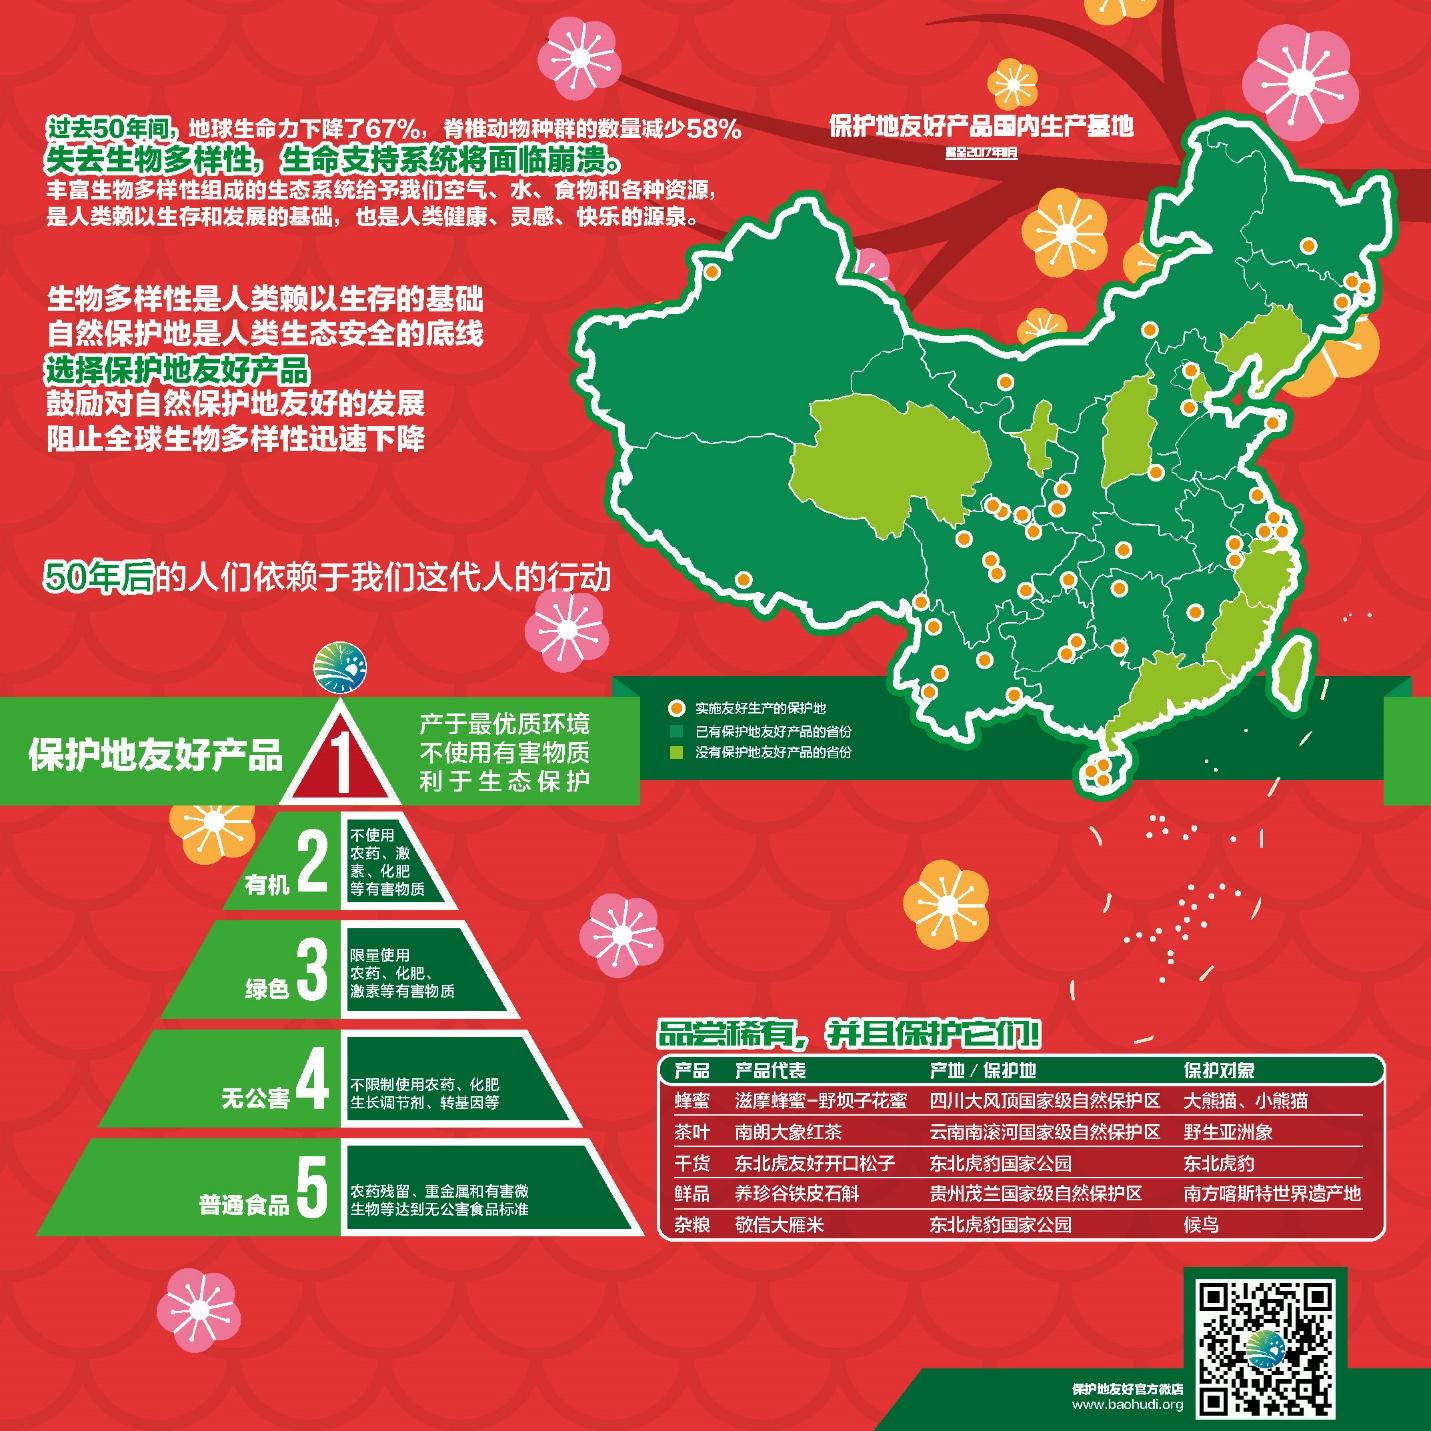 过去50年间，地球生命力下降了67%，脊椎动物种群的数量减少58%
失去生物多样性，生命支持系统将面临崩溃。
丰富生物多样性组成的生态系统给予我们空气、水、食物和各种资源，
是人类赖以生存和发展的基础，也是人类健康、灵感、快乐的源泉。
生物多样性是人类赖以生存的基础
自然保护地是人类生态安全的底线
选择保护地友好产品
鼓励对自然保护地友好的发展
阻止全球生物多样性迅速下降
50年后的人们依赖于我们这代人的行动
保护地友好产品国内生产基地
截至2017年11月
实施友好生产的保护地
已有保护地友好产品的省份
没有保护地友好产品的省份
保护地友好产品
1
产于最优质环境
不使用有害物质
利于生态保护
有机 2
不使用
农药、激
素、化肥
等有害物质
绿色 3
限量使用
农药、化肥、
激素等有害物质
无公害 4
不限制使用农药、化肥
生长调节剂、转基因等
普通食品 5
农药残留、重金属和有害微
生物等达到无公害食品标准
品尝稀有，并且保护它们！
产品 产品代表 产地 / 保护地 保护对象
蜂蜜 滋摩蜂蜜-野坝子花蜜 四川大风顶国家级自然保护区 大熊猫、小熊猫
茶叶 南朗大象红茶 云南南滚河国家级自然保护区 野生亚洲象
干货 东北虎友好开口松子 东北虎豹国家公园 东北虎豹
鲜品 养珍谷铁皮石斛 贵州茂兰国家级自然保护区 南方喀斯特世界遗产地
杂粮 敬信大雁米 东北虎豹国家公园 候鸟
保护地友好官方微店
www.baohudi.org